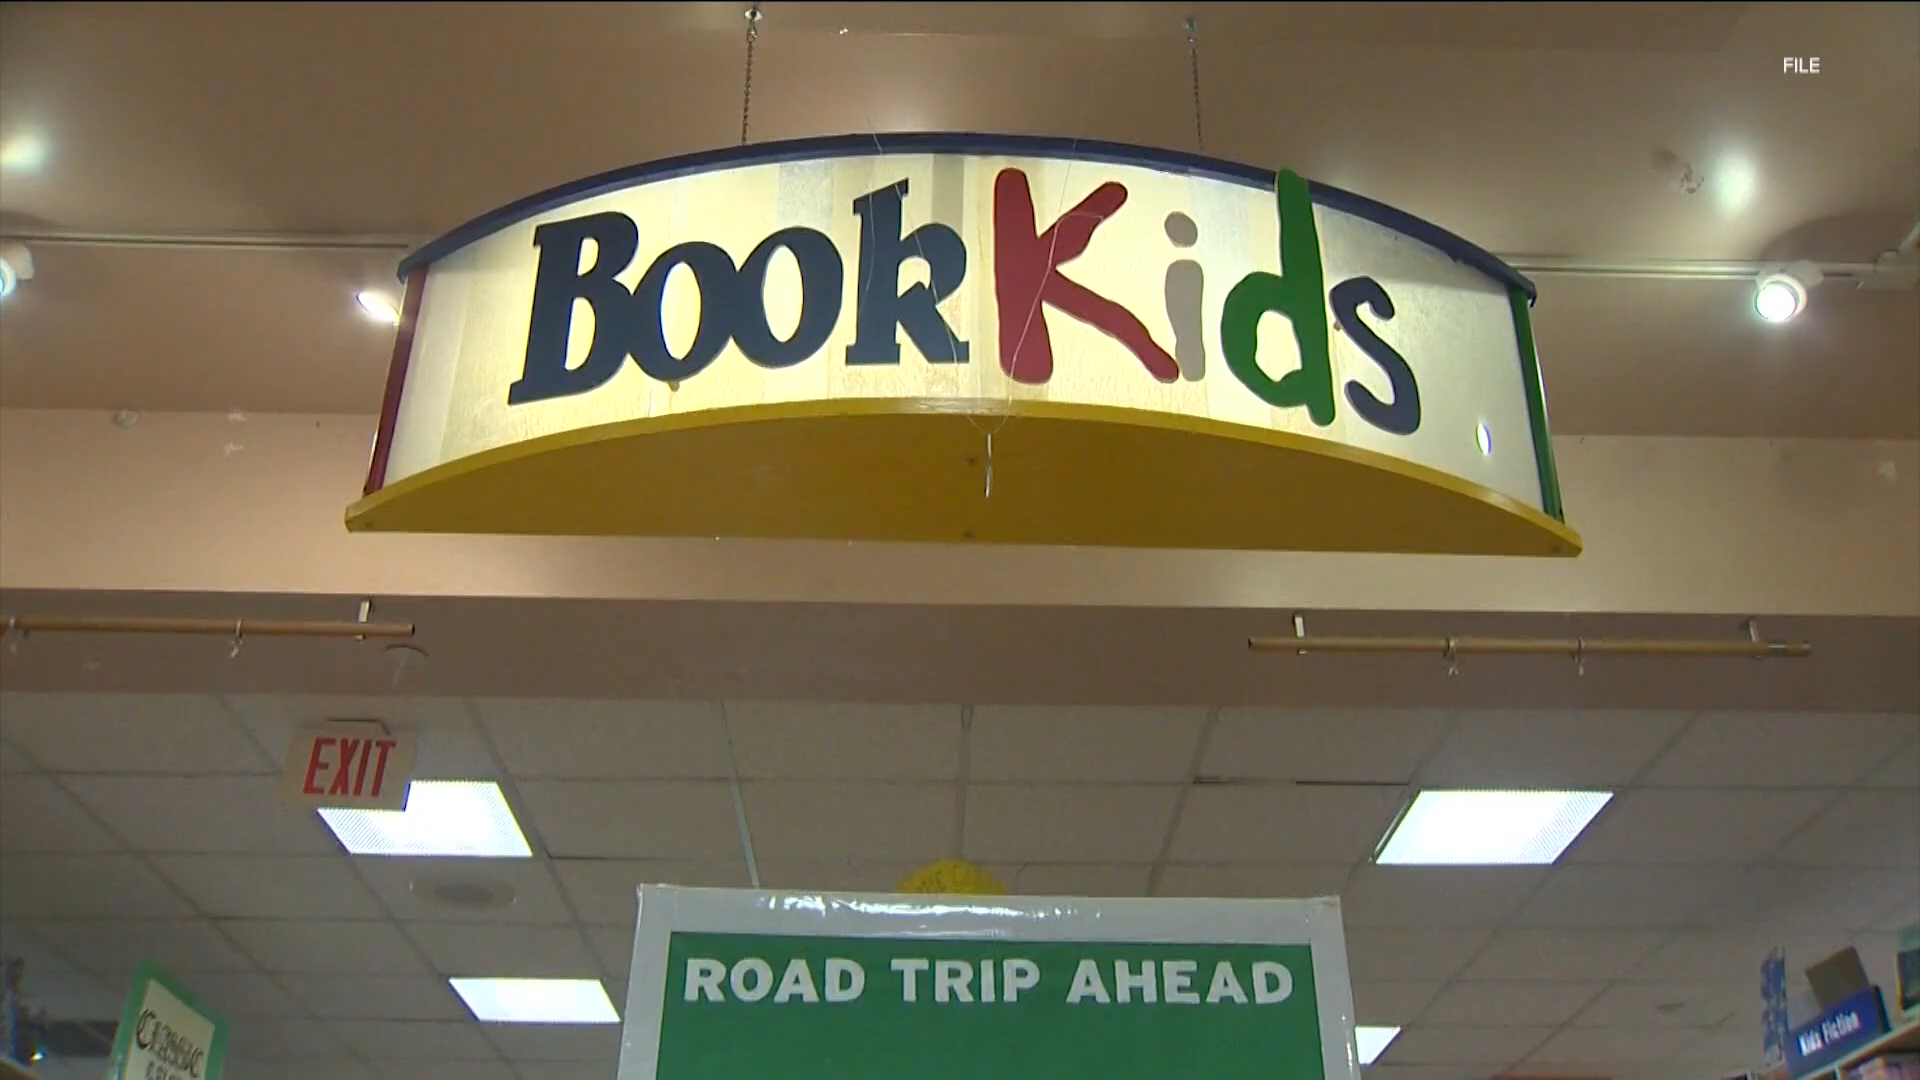 FILE
BookKids
EXIT
ROAD TRIP AHEAD
Kids Fiction